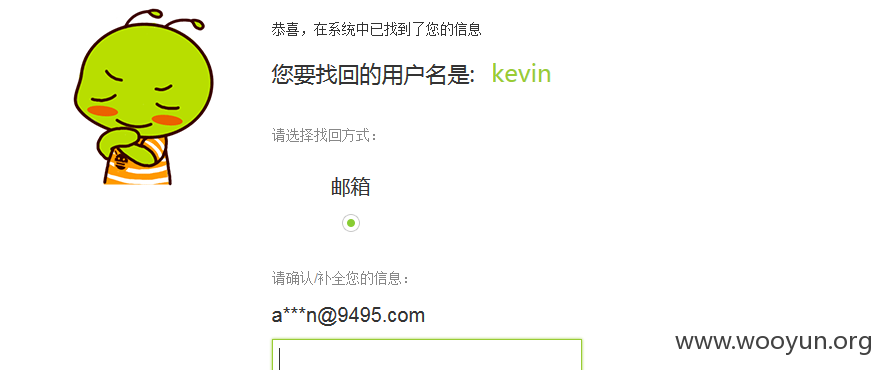 恭喜，在系统中已找到了您的信息
您要找回的用户名是: kevin
请选择找回方式：
邮箱
请确认/补全您的信息：
a***n@9495.com
www.wooyun.org